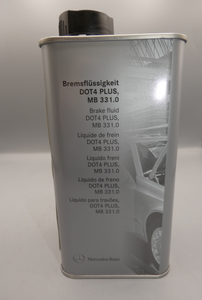 Bremsflüssigkeit
DOT4 PLUS,
MB 331.0
Brake fluid
DOT4 PLUS,
MB 331.0
Liquide de frein
DOT4 PLUS,
MB 331.0
Líquido freni
DOT4 PLUS,
MB 331.0
Líquido de frenos
DOT4 PLUS,
MB 331.0
Líquido para travões,
DOT4 PLUS,
MB 331.0
Mercedes-Benz